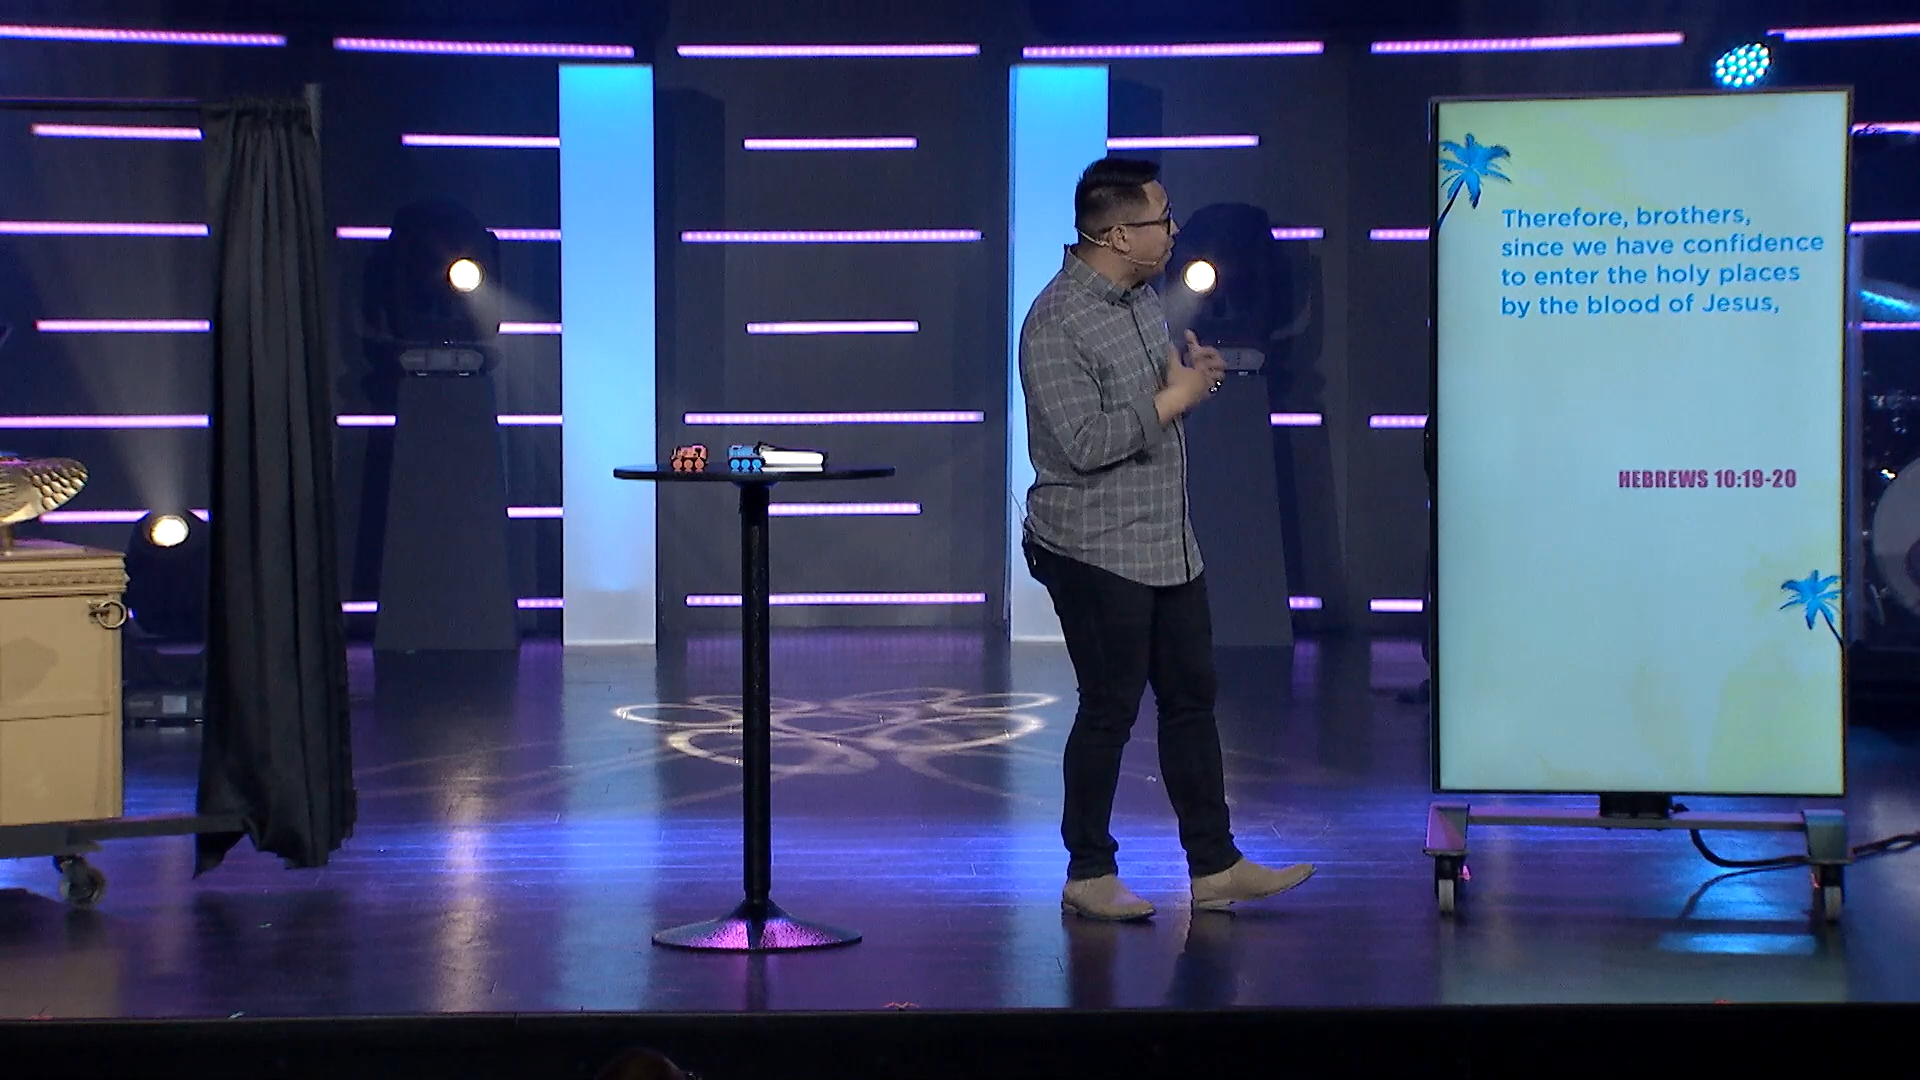 Therefore, brothers,
since we have confidence
to enter the holy places
by the blood of Jesus,
HEBREWS 10:19-20